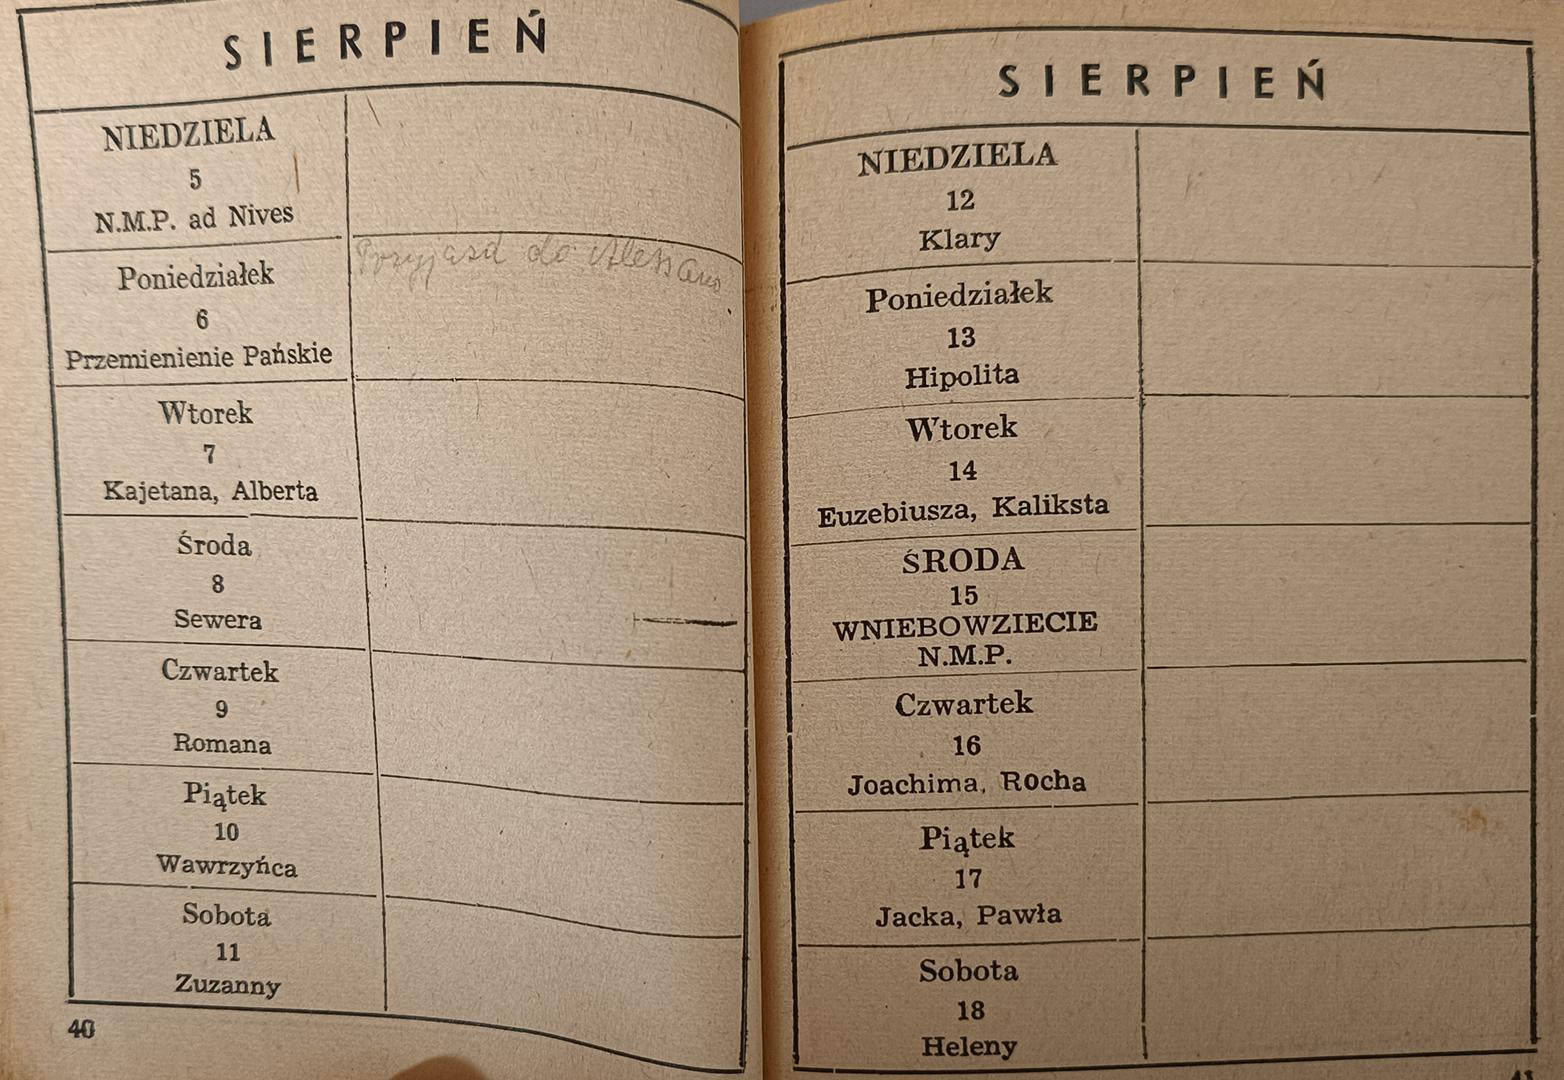 SIERPIEŃ
NIEDZIELA
5
N.M.P. ad Nives
Poniedziałek
6
Przemienienie Pańskie
Przyjazd do Alessano
Wtorek
7
Kajetana, Alberta
Środa
8
Sewera
Czwartek
9
Romana
Piątek
10
Wawrzyńca
Sobota
11
Zuzanny
40
SIERPIEŃ
NIEDZIELA
12
Klary
Poniedziałek
13
Hipolita
Wtorek
14
Euzebiusza, Kaliksta
ŚRODA
15
WNIEBOWZIECIE
N.M.P.
Czwartek
16
Joachima, Rocha
Piątek
17
Jacka, Pawła
Sobota
18
Heleny
41